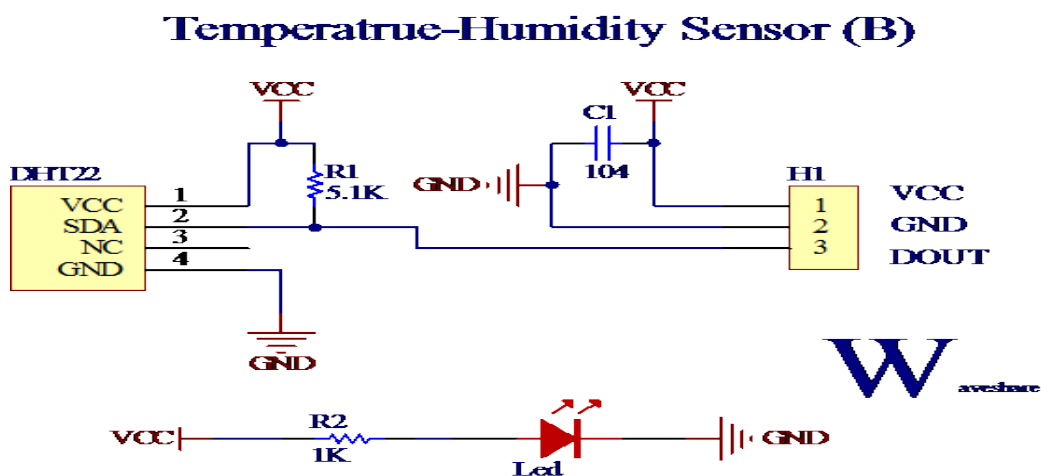 Temperatrue-Humidity Sensor (B)
VCC
VCC
C1
104
DHT22
1
VCC
2
SDA
3
NC
4
GND
R1
5.1K
GND
H1
1
VCC
2
GND
3
DOUT
GND
Waveshare
VCC
R2
1K
Led
GND